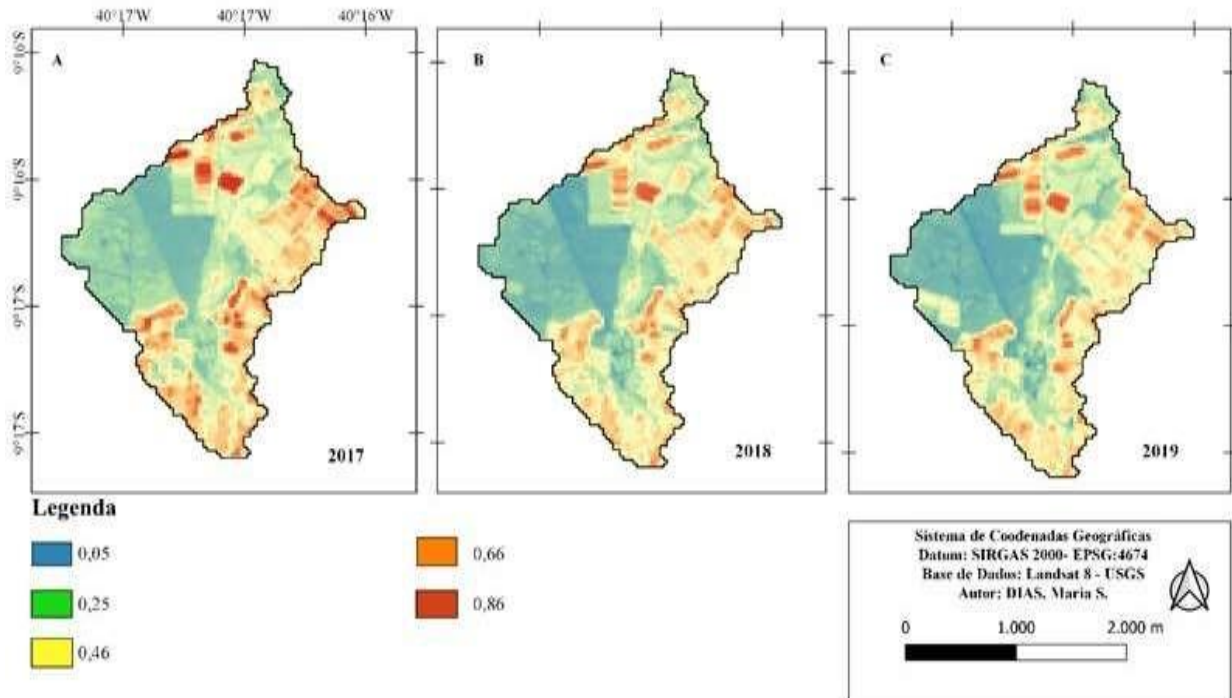 40°17'W 40°17'W 40°16'W
9°16'S
9°16'S
9°17'S
9°17'S
A
B
C
2017
2018
2019
Legenda
0,05
0,25
0,46
0,66
0,86
Sistema de Coodenadas Geográficas
Datum: SIRGAS 2000- EPSG:4674
Base de Dados: Landsat 8 - USGS
Autor: DIAS. Maria S.
0 1.000 2.000 m